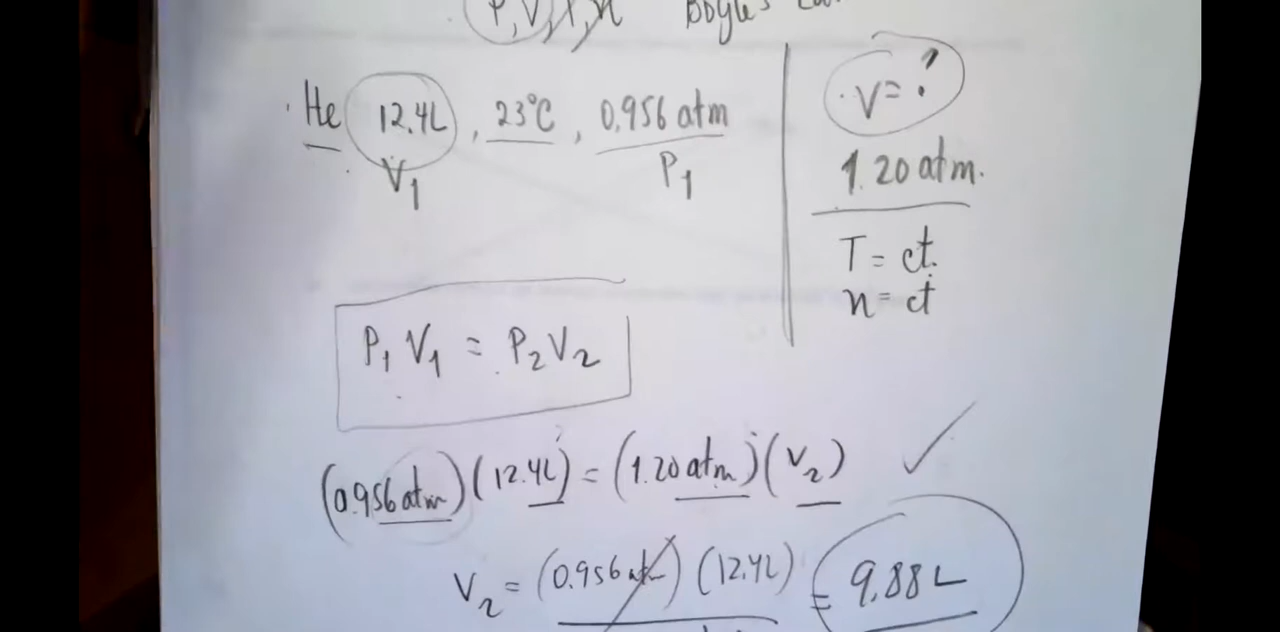 P, V, T, n Boyle's
He 12.4L, 23°C, 0.956 atm
V₁ P₁
V = ?
1.20 atm.
T = ct.
n = ct
P₁ V₁ = P₂ V₂
(0.956 atm)(12.4L) = (1.20 atm)(V₂) ✓
V₂ = (0.956 atm)(12.4L) = 9.88 L